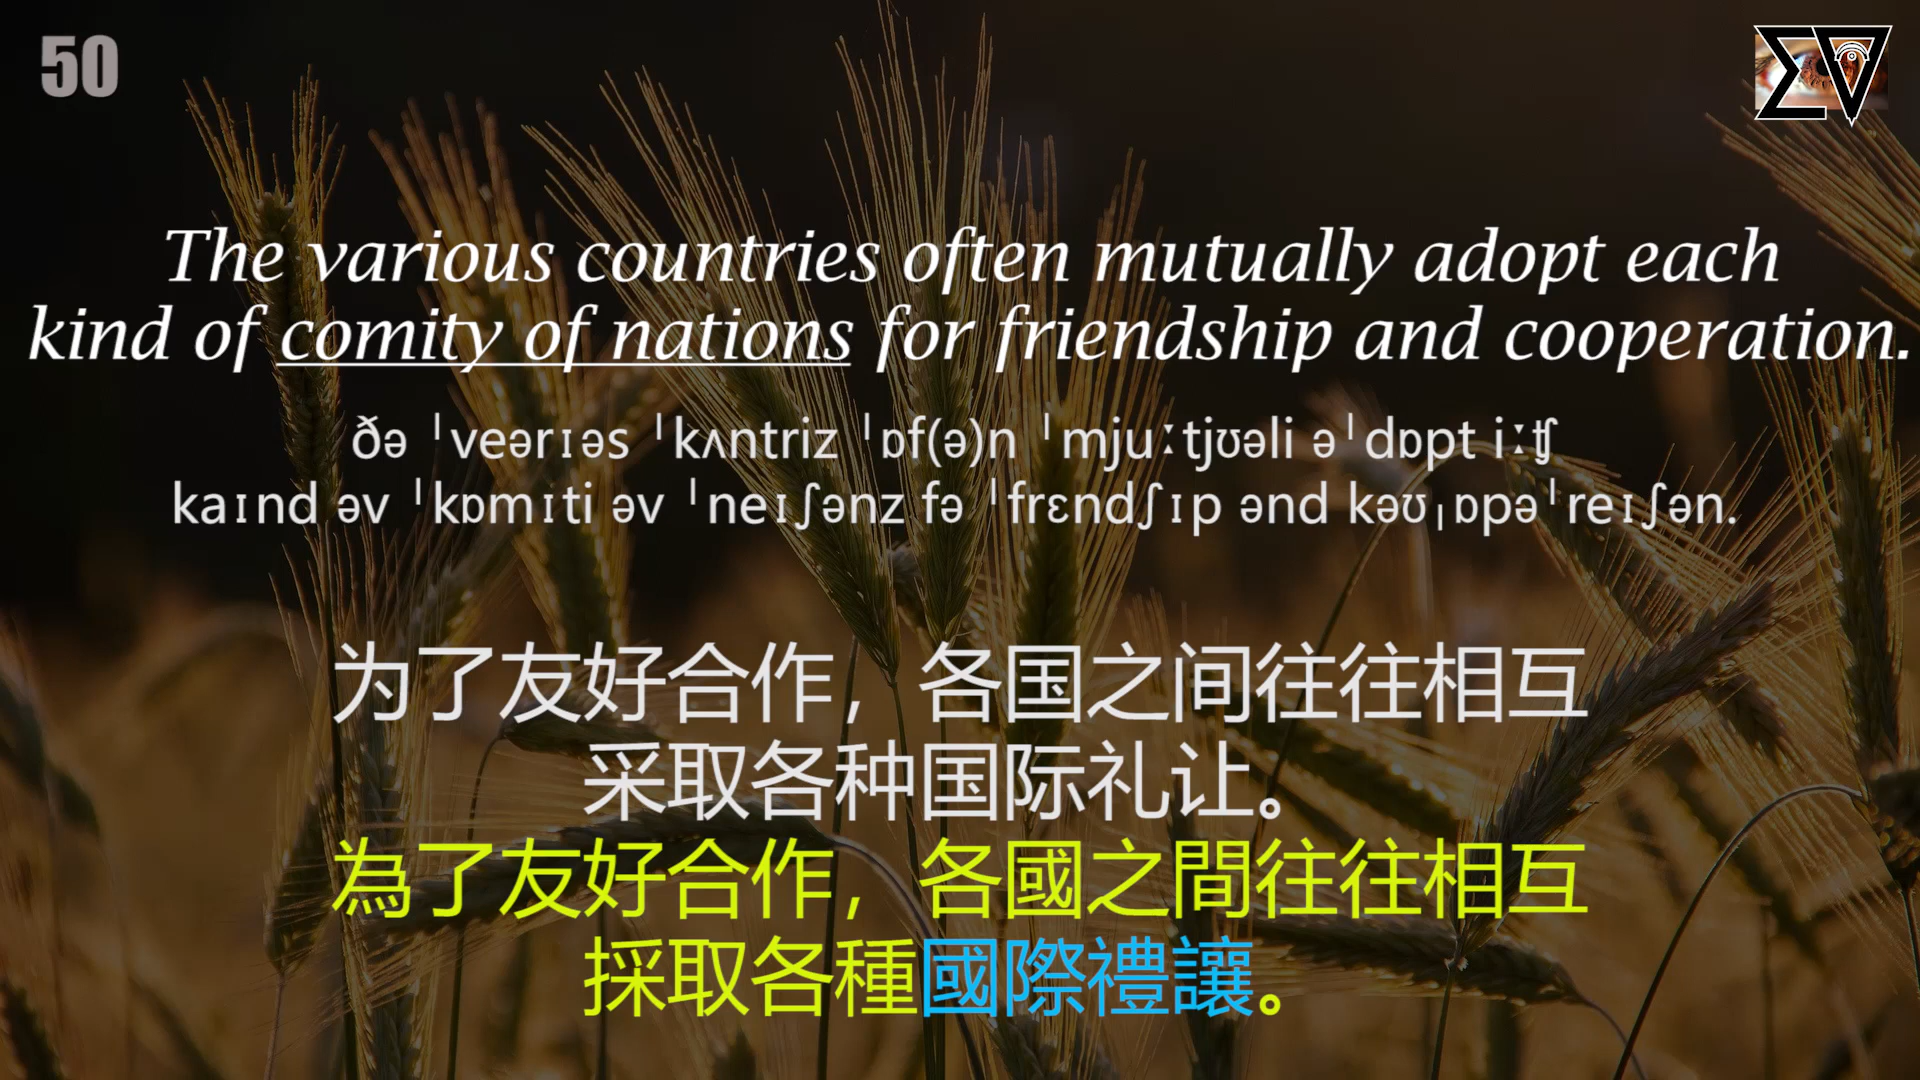 50
The various countries often mutually adopt each
kind of comity of nations for friendship and cooperation.
ðə ˈveərɪəs ˈkʌntriz ˈɒf(ə)n ˈmjuːtjʊəli əˈdɒpt iːʧ
kaɪnd əv ˈkɒmɪti əv ˈneɪʃənz fə ˈfrɛndʃɪp ənd kəʊˌɒpəˈreɪʃən.
为了友好合作，各国之间往往相互
采取各种国际礼让。
為了友好合作，各國之間往往相互
採取各種國際禮讓。